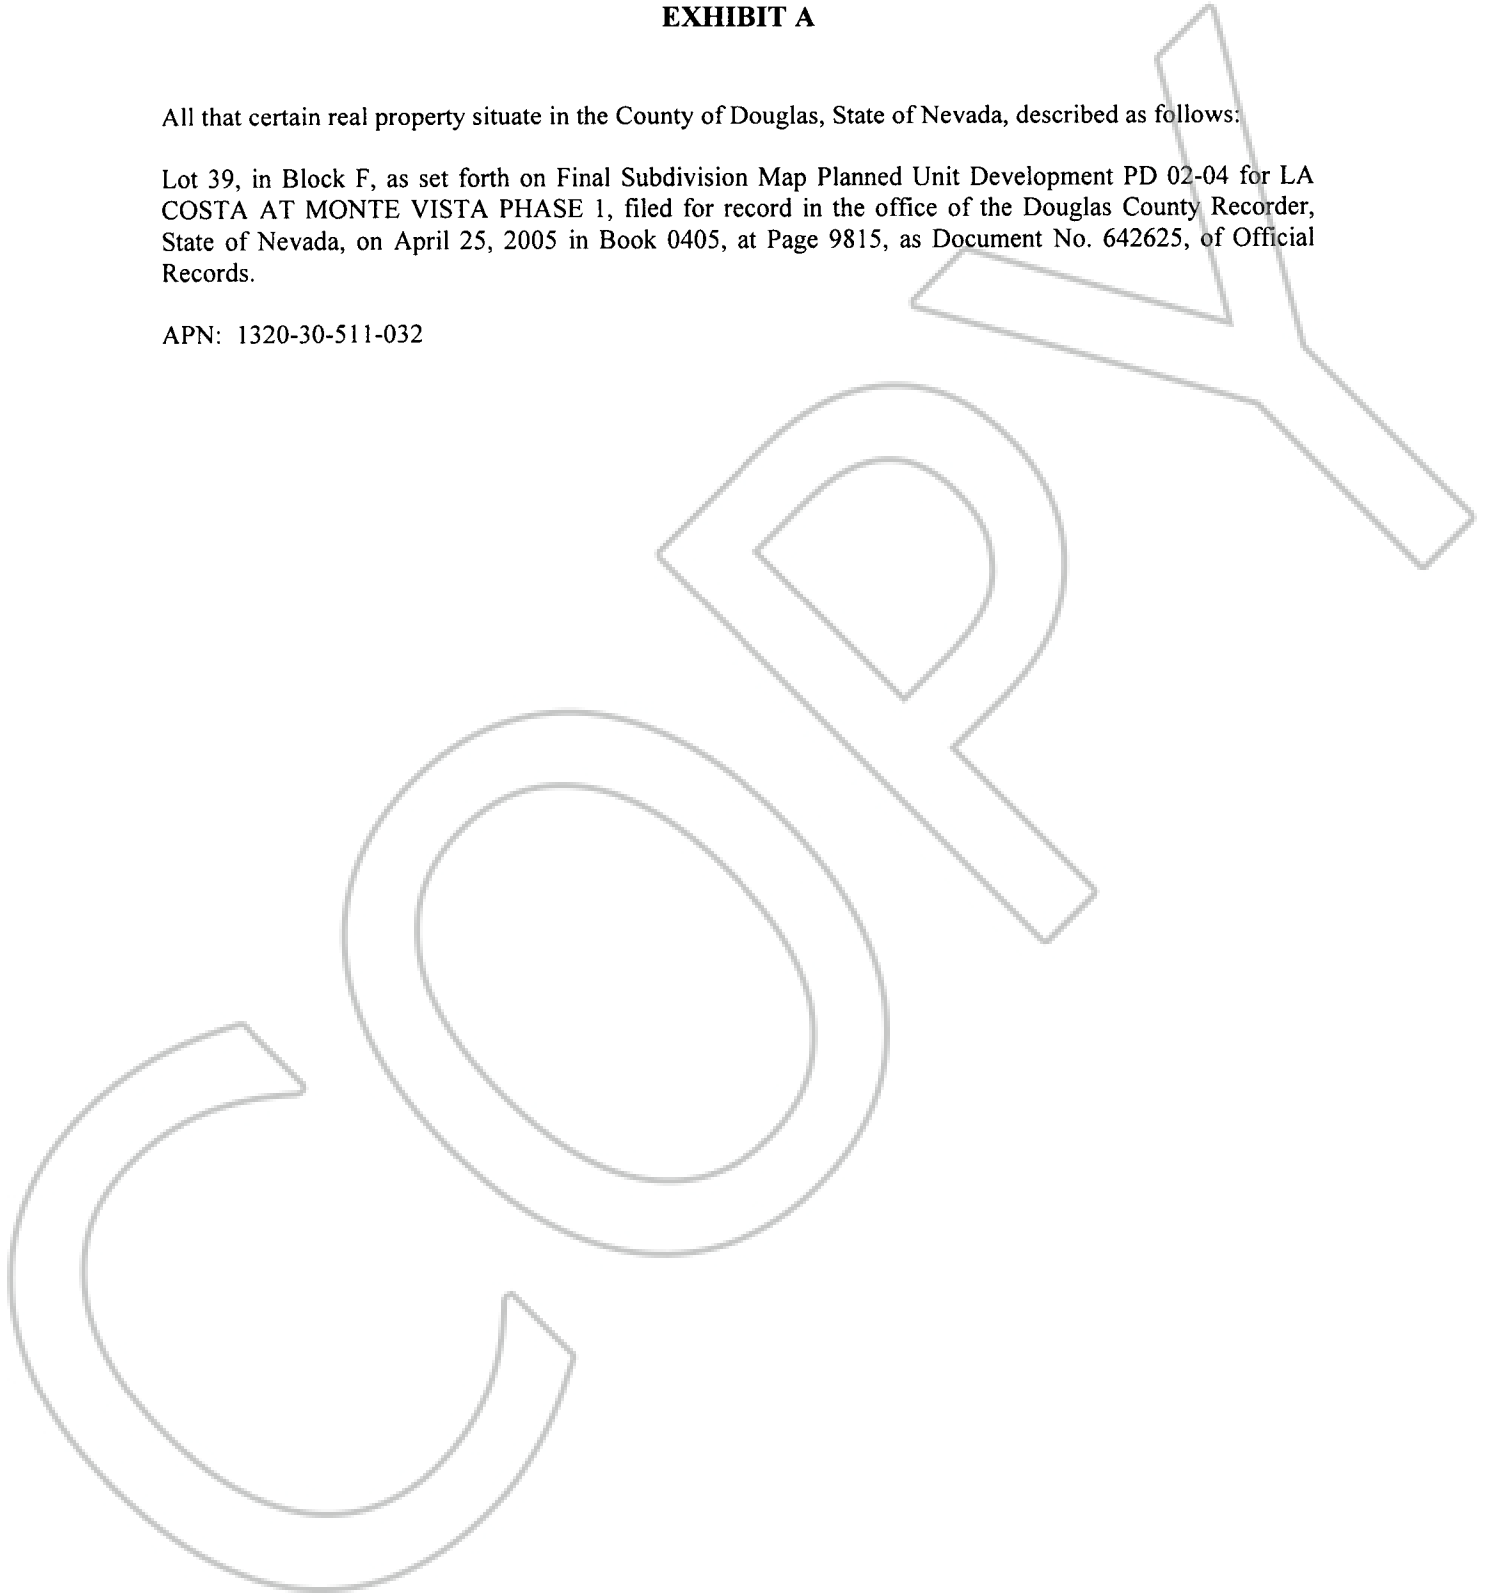 EXHIBIT A
All that certain real property situate in the County of Douglas, State of Nevada, described as follows:
Lot 39, in Block F, as set forth on Final Subdivision Map Planned Unit Development PD 02-04 for LA
COSTA AT MONTE VISTA PHASE 1, filed for record in the office of the Douglas County Recorder,
State of Nevada, on April 25, 2005 in Book 0405, at Page 9815, as Document No. 642625, of Official
Records.
APN: 1320-30-511-032
COPY